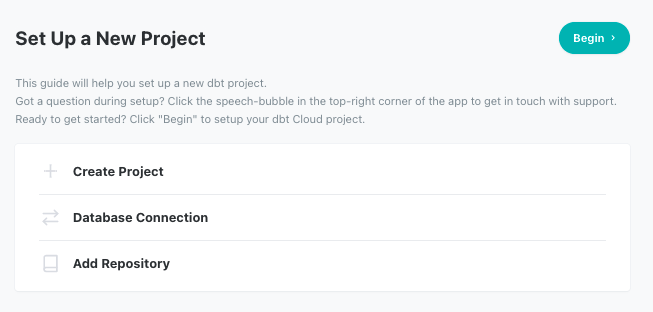 Set Up a New Project
Begin ›
This guide will help you set up a new dbt project.
Got a question during setup? Click the speech-bubble in the top-right corner of the app to get in touch with support.
Ready to get started? Click "Begin" to setup your dbt Cloud project.
Create Project
Database Connection
Add Repository